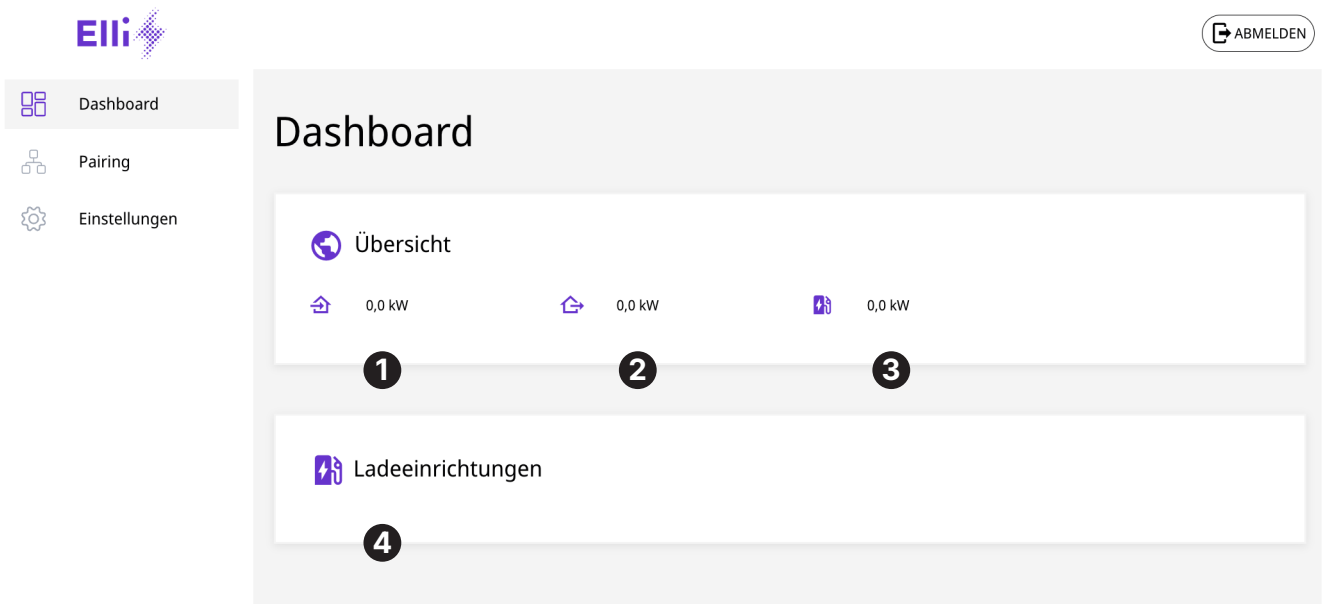 Elli
ABMELDEN
Dashboard
Pairing
Einstellungen
Dashboard
Übersicht
0,0 kW 0,0 kW 0,0 kW
1 2 3
Ladeeinrichtungen
4